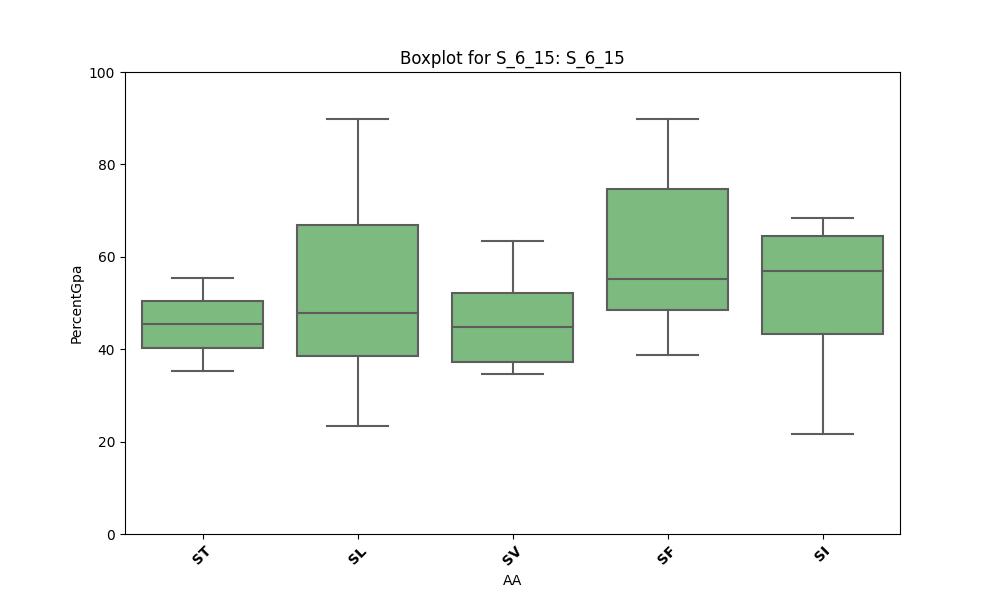 Boxplot for S_6_15: S_6_15
100
80
60
40
20
0
PercentGpa
ST
SL
SV
SF
SI
AA